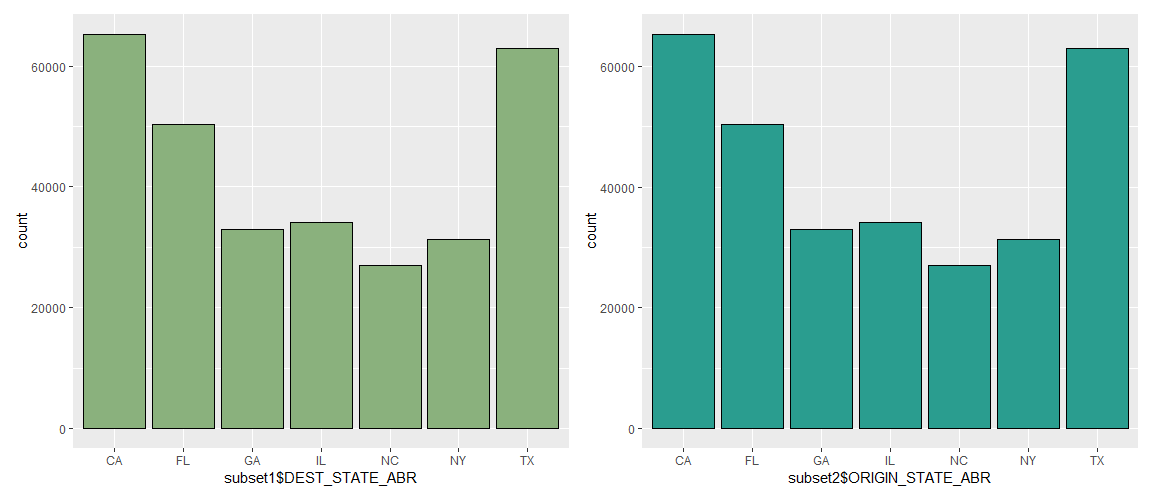 count
60000
40000
20000
0
CA FL GA IL NC NY TX
subset1$DEST_STATE_ABR
count
60000
40000
20000
0
CA FL GA IL NC NY TX
subset2$ORIGIN_STATE_ABR